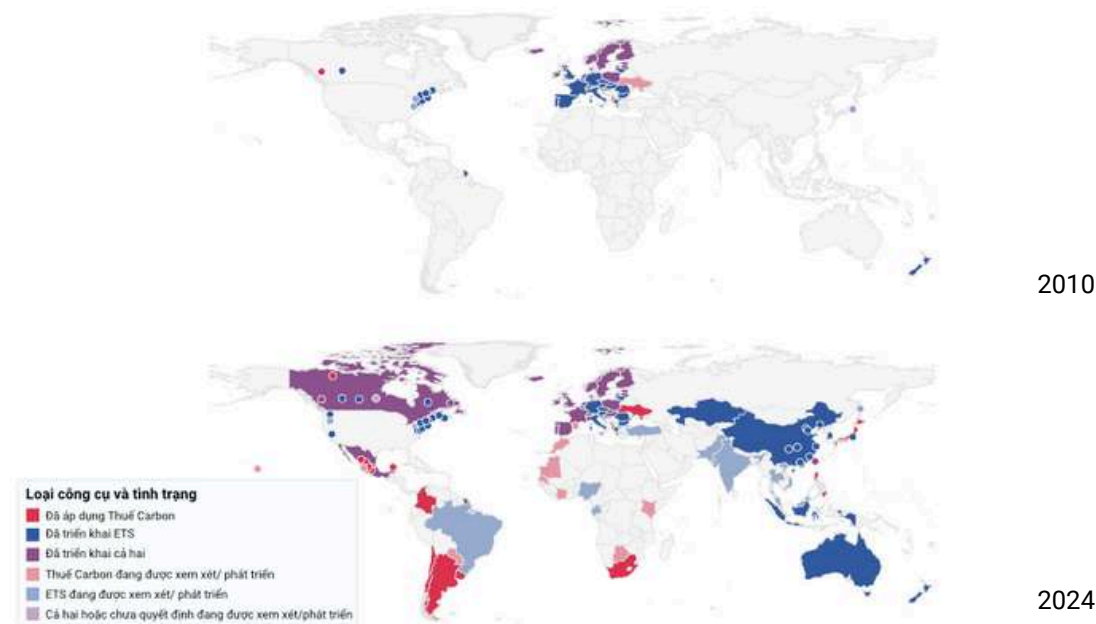 2010
2024
Loại công cụ và tình trạng
Đã áp dụng Thuế Carbon
Đã triển khai ETS
Đã triển khai cả hai
Thuế Carbon đang được xem xét/ phát triển
ETS đang được xem xét/ phát triển
Cả hai hoặc chưa quyết định đang được xem xét/phát triển